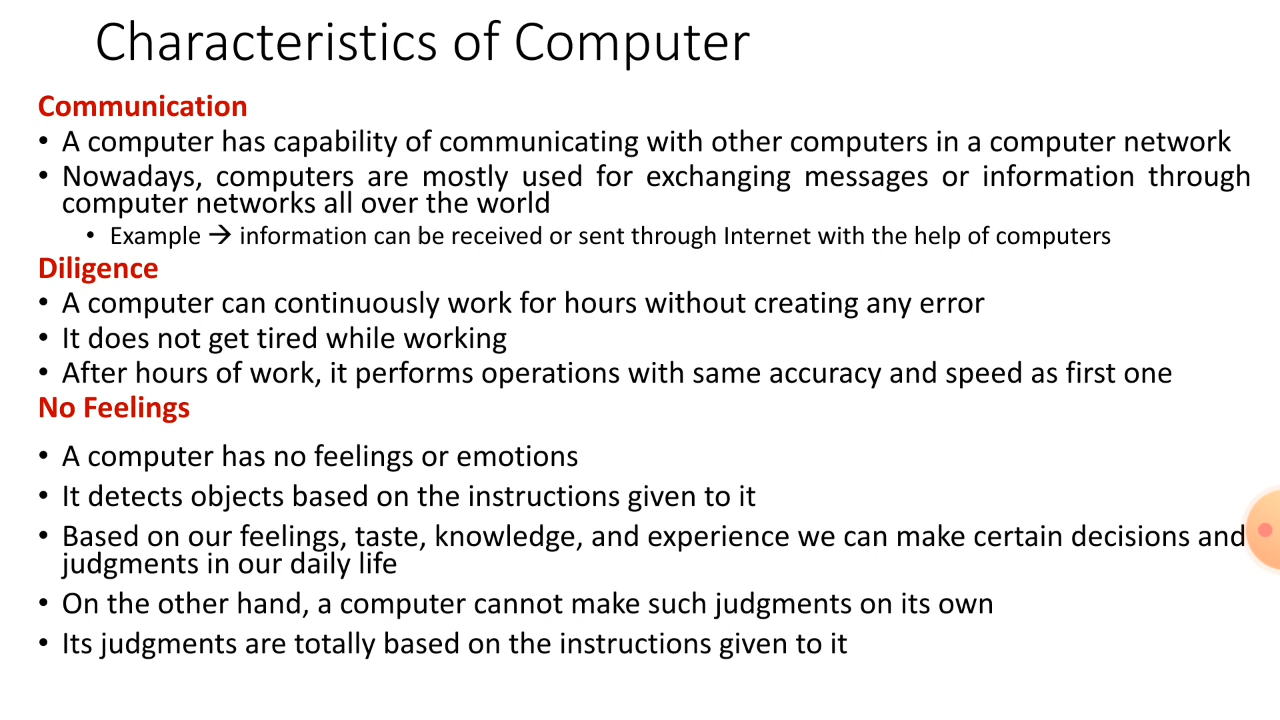 Characteristics of Computer
Communication
• A computer has capability of communicating with other computers in a computer network
• Nowadays, computers are mostly used for exchanging messages or information through
computer networks all over the world
• Example → information can be received or sent through Internet with the help of computers
Diligence
• A computer can continuously work for hours without creating any error
• It does not get tired while working
• After hours of work, it performs operations with same accuracy and speed as first one
No Feelings
• A computer has no feelings or emotions
• It detects objects based on the instructions given to it
• Based on our feelings, taste, knowledge, and experience we can make certain decisions and
judgments in our daily life
• On the other hand, a computer cannot make such judgments on its own
• Its judgments are totally based on the instructions given to it